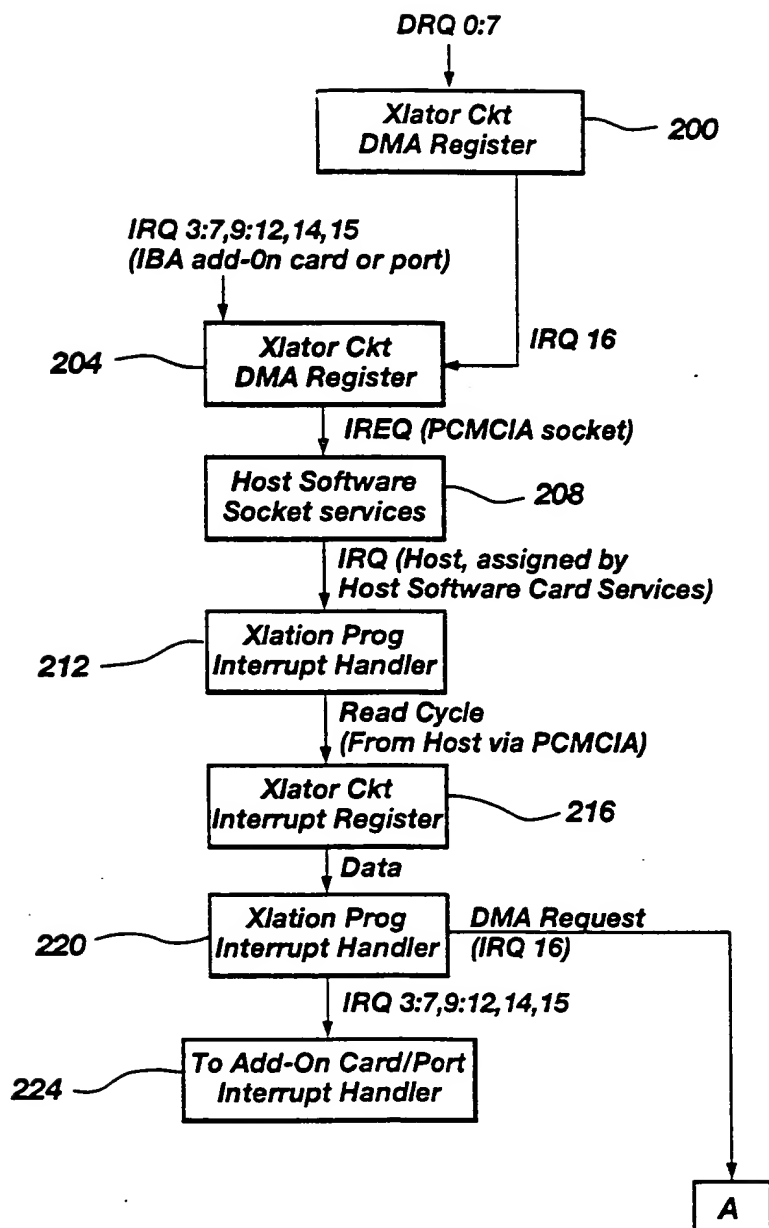 DRQ 0:7
Xlator Ckt
DMA Register
200
IRQ 3:7,9:12,14,15
(IBA add-On card or port)
IRQ 16
204
Xlator Ckt
DMA Register
IREQ (PCMCIA socket)
Host Software
Socket services
208
IRQ (Host, assigned by
Host Software Card Services)
212
Xlation Prog
Interrupt Handler
Read Cycle
(From Host via PCMCIA)
Xlator Ckt
Interrupt Register
216
Data
220
Xlation Prog
Interrupt Handler
DMA Request
(IRQ 16)
IRQ 3:7,9:12,14,15
224
To Add-On Card/Port
Interrupt Handler
A